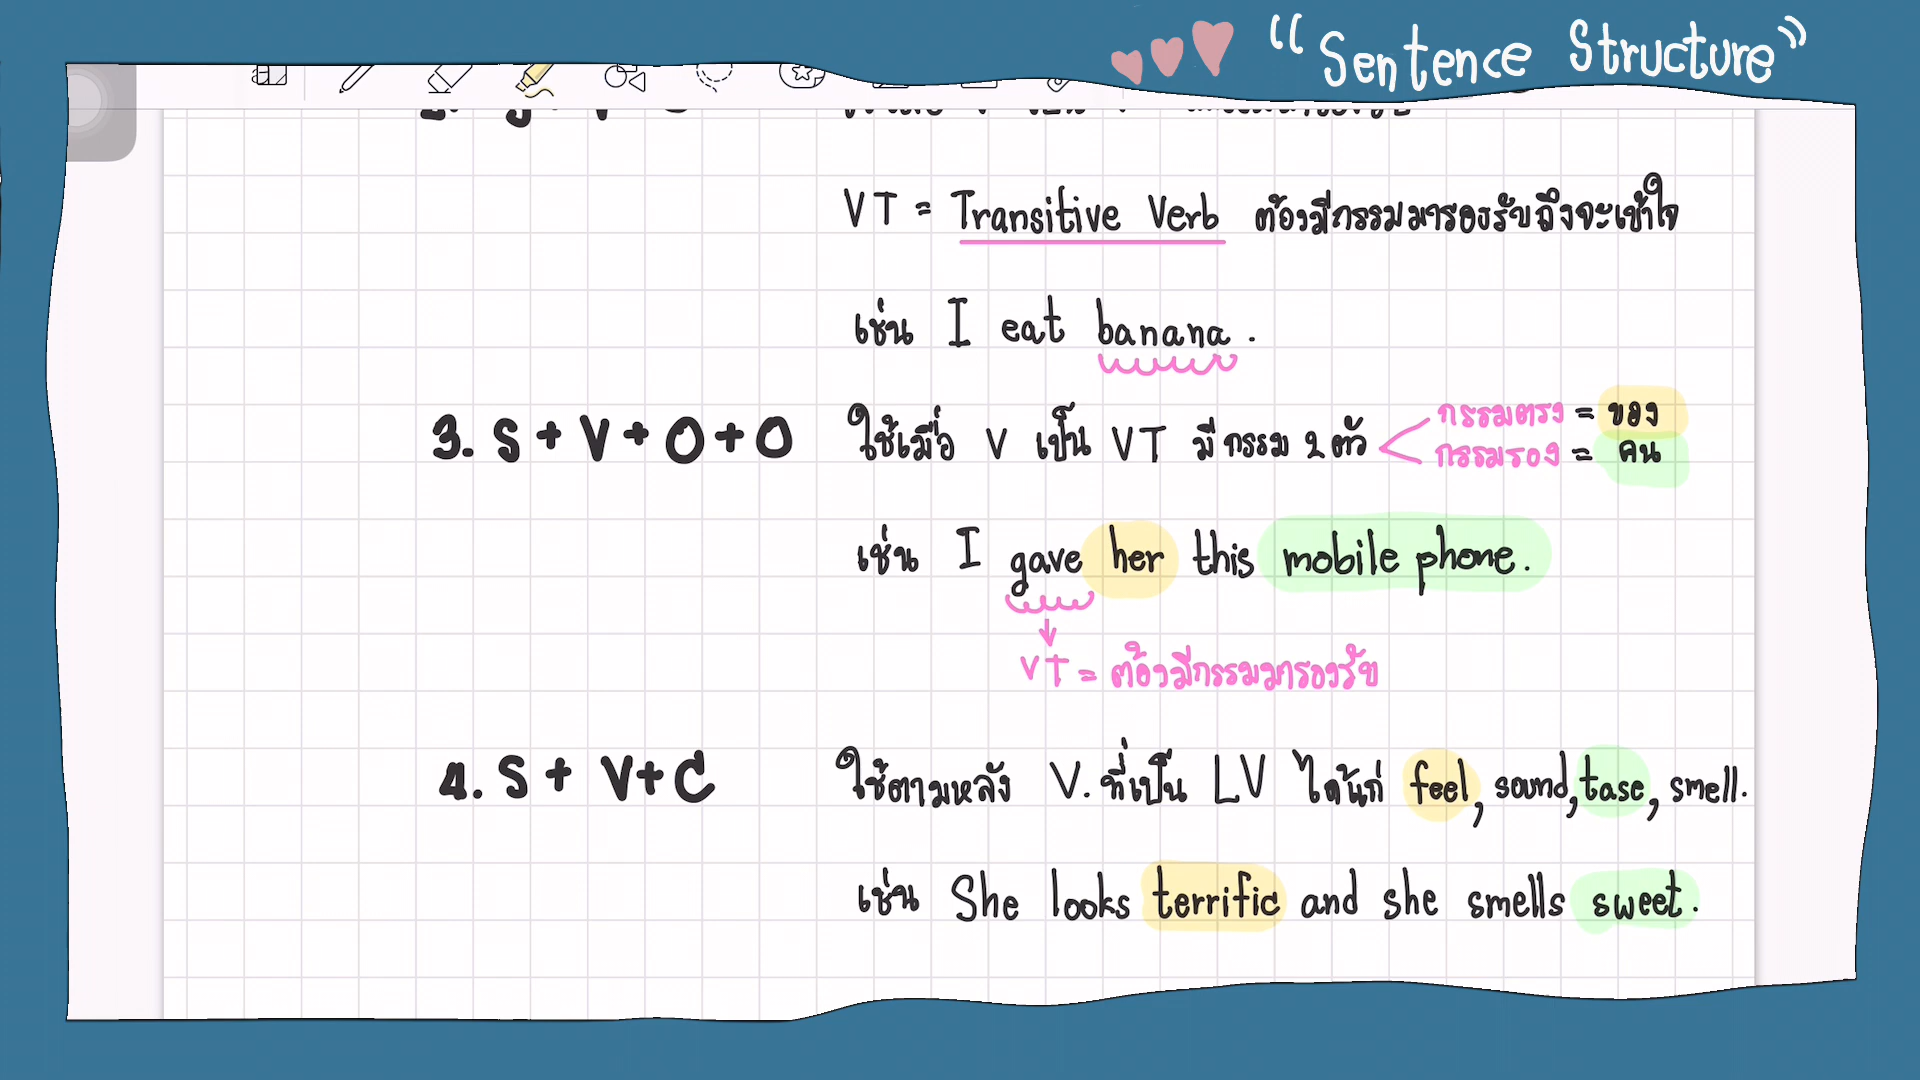 “Sentence Structure”
VT = Transitive Verb ต้องมีกรรมมารองรับถึงจะเข้าใจ
เช่น I eat banana.
3. S + V + O + O ใช้เมื่อ V เป็น VT มีกรรม 2 ตัว
กรรมตรง = ของ
กรรมรอง = คน
เช่น I gave her this mobile phone.
VT = ต้องมีกรรมมารองรับ
4. S + V + C ใช้ตามหลัง V. ที่เป็น LV ได้แก่ feel, sound, tase, smell.
เช่น She looks terrific and she smells sweet.